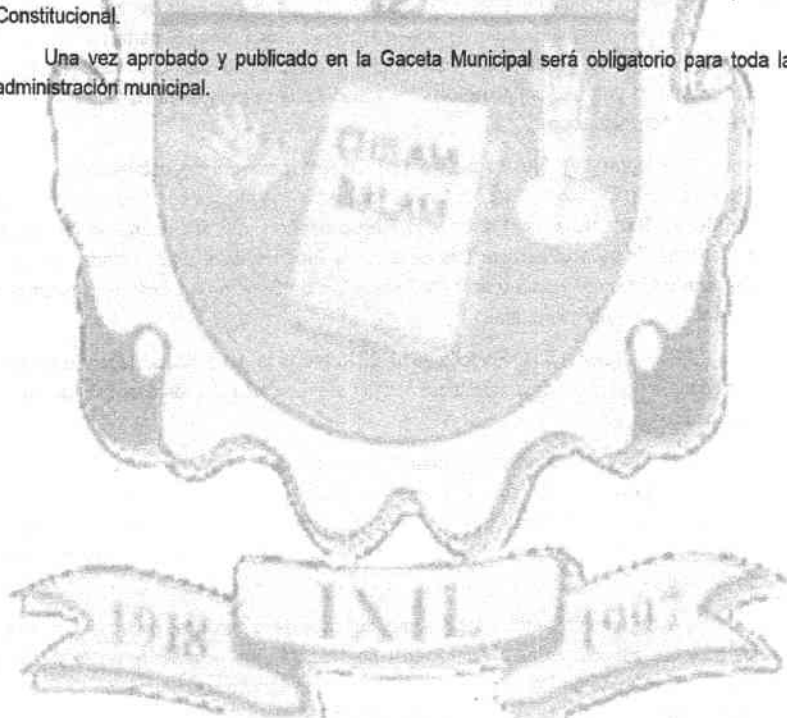 Constitucional.
Una vez aprobado y publicado en la Gaceta Municipal será obligatorio para toda la
administración municipal.
CHILAM
BALAM
1918
IXIL
1997